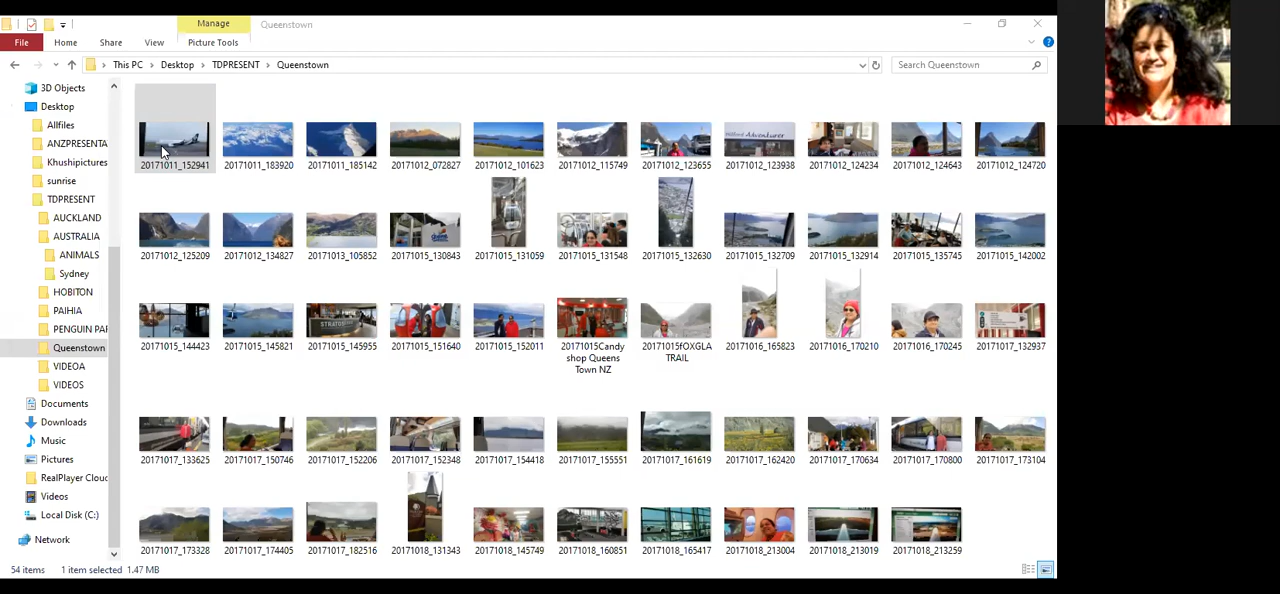 Manage
Queenstown
File
Home
Share
View
Picture Tools
This PC > Desktop > TDPRESENT > Queenstown
Search Queenstown
3D Objects
Desktop
Allfiles
ANZPRESENTA
Khushipictures
sunrise
TDPRESENT
AUCKLAND
AUSTRALIA
ANIMALS
Sydney
HOBITON
PAIHIA
PENGUIN PAR
Queenstown
VIDEOA
VIDEOS
Documents
Downloads
Music
Pictures
RealPlayer Cloud
Videos
Local Disk (C:)
Network
20171011_152941 20171011_183920 20171011_185142 20171012_072827 20171012_101623 20171012_115749 20171012_123655 20171012_123938 20171012_124234 20171012_124643 20171012_124720
20171012_125209 20171012_134827 20171013_105852 20171015_130843 20171015_131059 20171015_131548 20171015_132630 20171015_132709 20171015_132914 20171015_135745 20171015_142002
20171015_144423 20171015_145821 20171015_145955 20171015_151640 20171015_152011 20171015Candy 20171015fOXGLA 20171016_165823 20171016_170210 20171016_170245 20171017_132937
shop Queens TRAIL
Town NZ
20171017_133625 20171017_150746 20171017_152206 20171017_152348 20171017_154418 20171017_155551 20171017_161619 20171017_162420 20171017_170634 20171017_170800 20171017_173104
20171017_173328 20171017_174405 20171017_182516 20171018_131343 20171018_145749 20171018_160851 20171018_165417 20171018_213004 20171018_213019 20171018_213259
54 items 1 item selected 1.47 MB